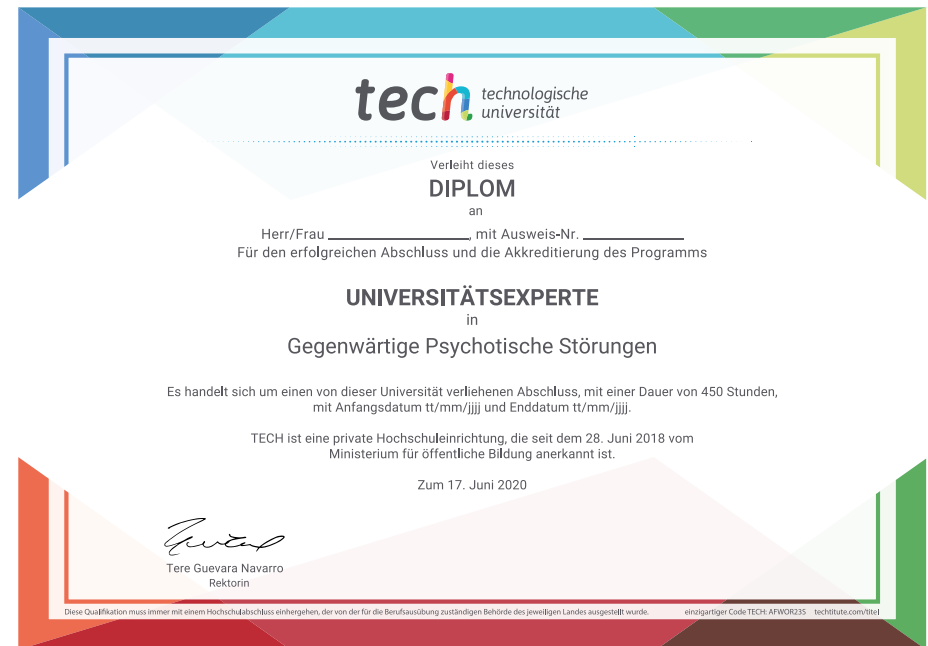 tech technologische
universität
Verleiht dieses
DIPLOM
an
Herr/Frau ____________, mit Ausweis-Nr. ____________
Für den erfolgreichen Abschluss und die Akkreditierung des Programms
UNIVERSITÄTSEXPERTE
in
Gegenwärtige Psychotische Störungen
Es handelt sich um einen von dieser Universität verliehenen Abschluss, mit einer Dauer von 450 Stunden,
mit Anfangsdatum tt/mm/jjjj und Enddatum tt/mm/jjjj.
TECH ist eine private Hochschuleinrichtung, die seit dem 28. Juni 2018 vom
Ministerium für öffentliche Bildung anerkannt ist.
Zum 17. Juni 2020
Tere Guevara Navarro
Rektorin
Diese Qualifikation muss immer mit einem Hochschulabschluss einhergehen, der von der für die Berufsausübung zuständigen Behörde des jeweiligen Landes ausgestellt wurde. einzigartiger Code TECH: AFWOR23S techtitute.com/titel